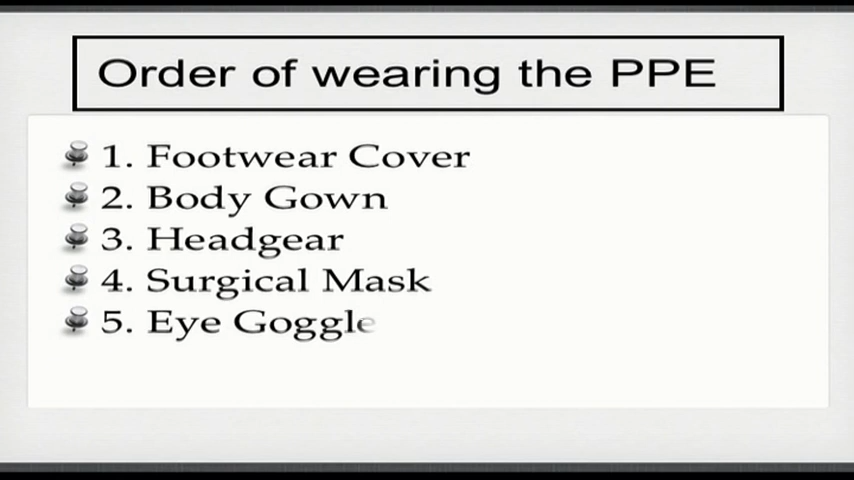 Order of wearing the PPE
1. Footwear Cover
2. Body Gown
3. Headgear
4. Surgical Mask
5. Eye Goggle